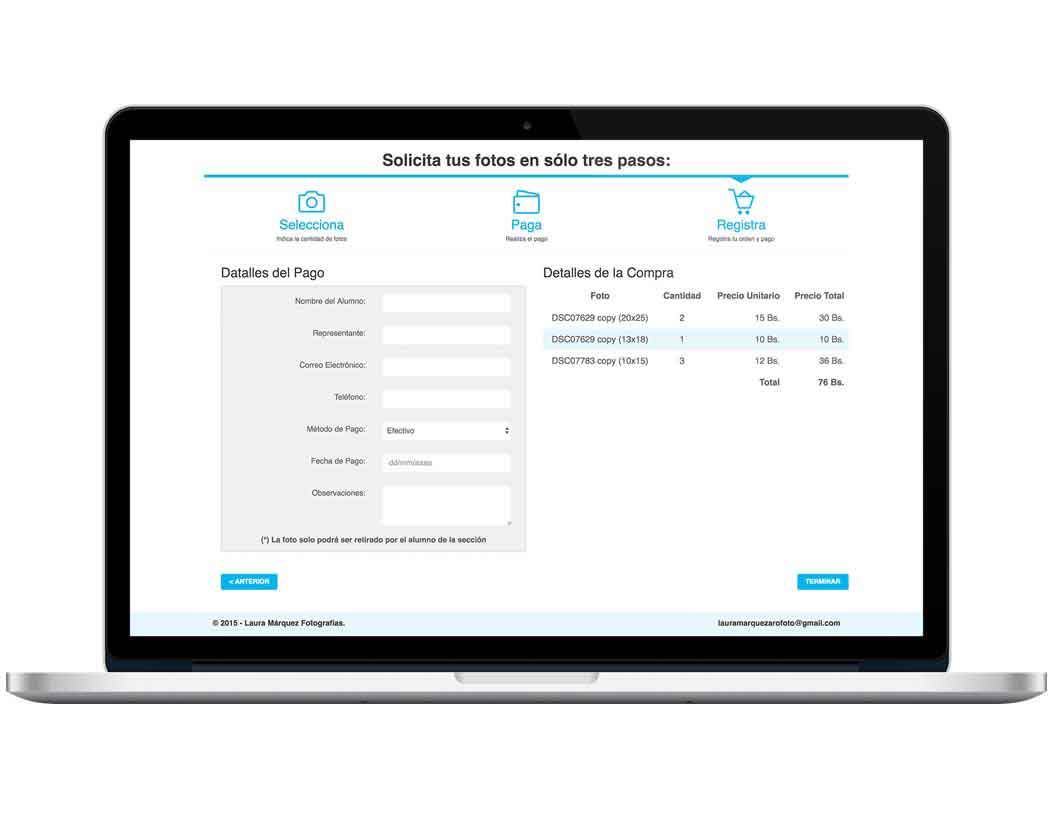 Solicita tus fotos en sólo tres pasos:
Selecciona
Indica la cantidad de fotos
Paga
Realiza el pago
Registra
Registra tu orden y pago
Datalles del Pago
Nombre del Alumno:
Representante:
Correo Electrónico:
Teléfono:
Método de Pago: Efectivo
Fecha de Pago: dd/mm/aaaa
Observaciones:
(*) La foto solo podrá ser retirado por el alumno de la sección
Detalles de la Compra
Foto Cantidad Precio Unitario Precio Total
DSC07629 copy (20x25) 2 15 Bs. 30 Bs.
DSC07629 copy (13x18) 1 10 Bs. 10 Bs.
DSC07783 copy (10x15) 3 12 Bs. 36 Bs.
Total 76 Bs.
< ANTERIOR
TERMINAR
© 2015 - Laura Márquez Fotografías.
lauramarquezarofoto@gmail.com